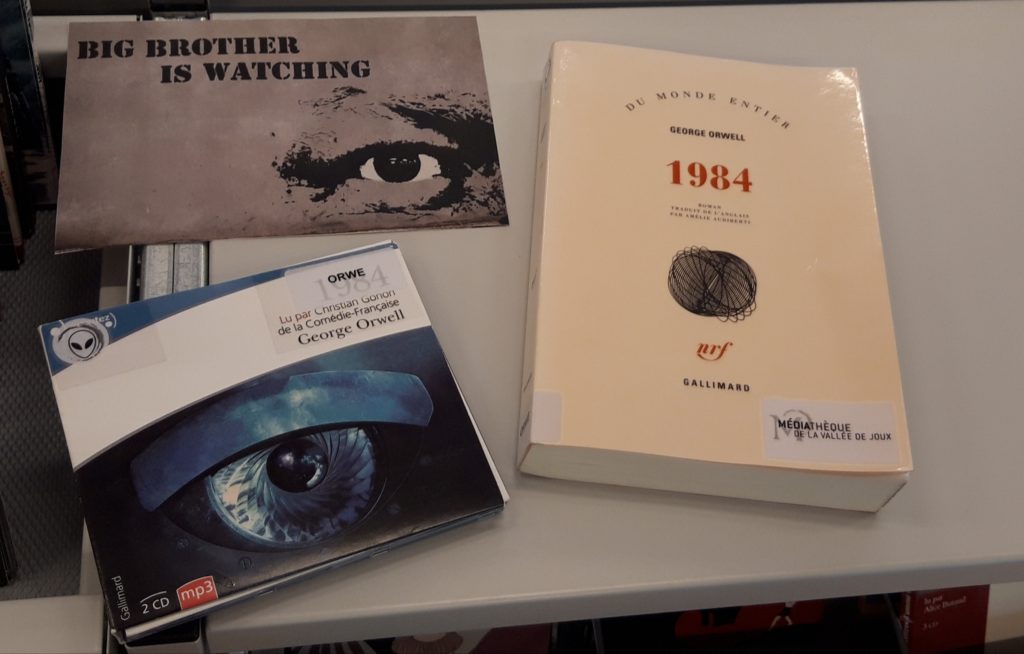 BIG BROTHER
IS WATCHING
DU MONDE ENTIER
GEORGE ORWELL
1984
ROMAN
TRADUIT DE L'ANGLAIS
PAR AMÉLIE AUDIBERTI
nrf
GALLIMARD
MÉDIATHÈQUE
DE LA VALLÉE DE JOUX
ORWE
1984
Lu par Christian Gonon
de la Comédie-Française
George Orwell
Gallimard
2 CD
mp3
lu par